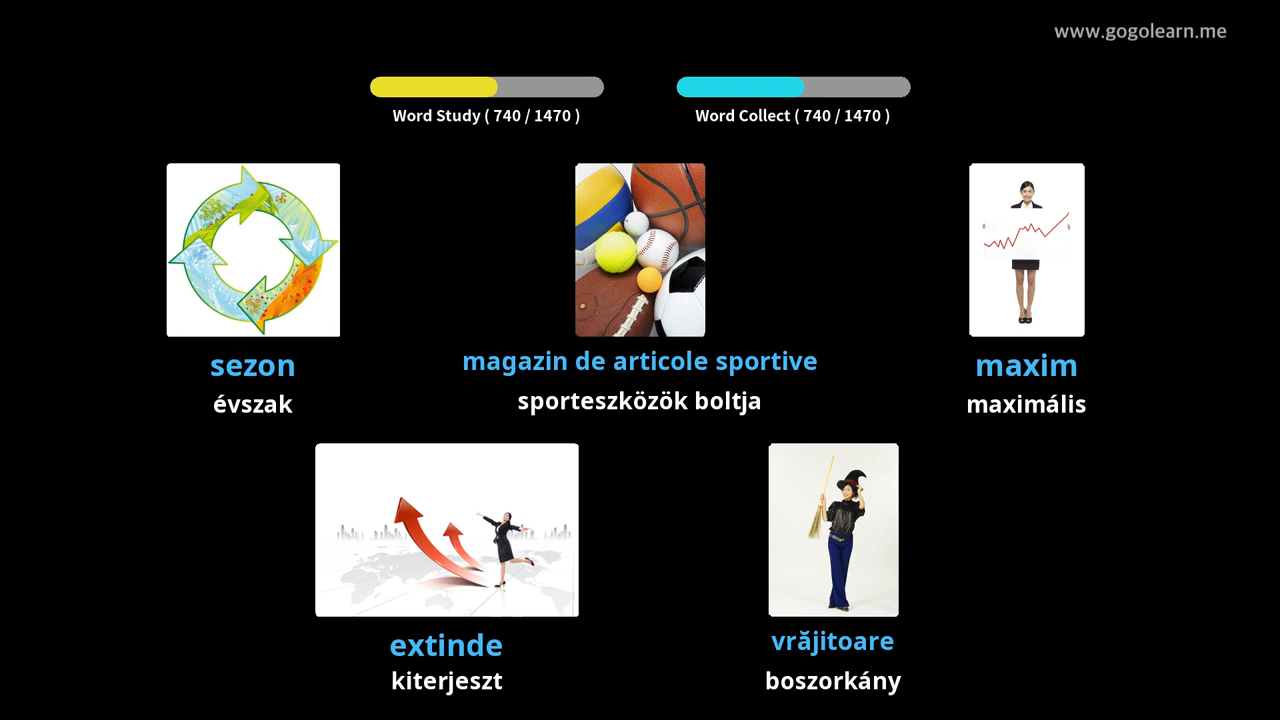 www.gogolearn.me
Word Study ( 740 / 1470 )
Word Collect ( 740 / 1470 )
sezon
évszak
magazin de articole sportive
sporteszközök boltja
maxim
maximális
extinde
kiterjeszt
vrăjitoare
boszorkány